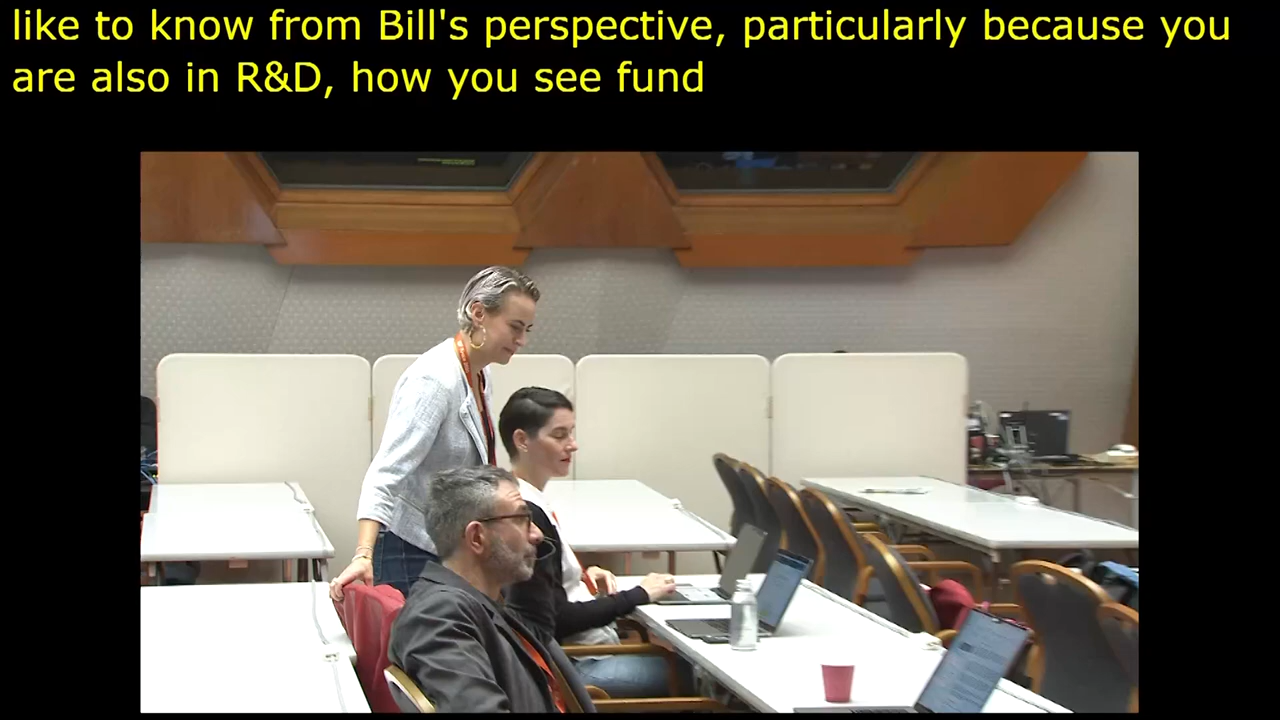 like to know from Bill's perspective, particularly because you
are also in R&D, how you see fund